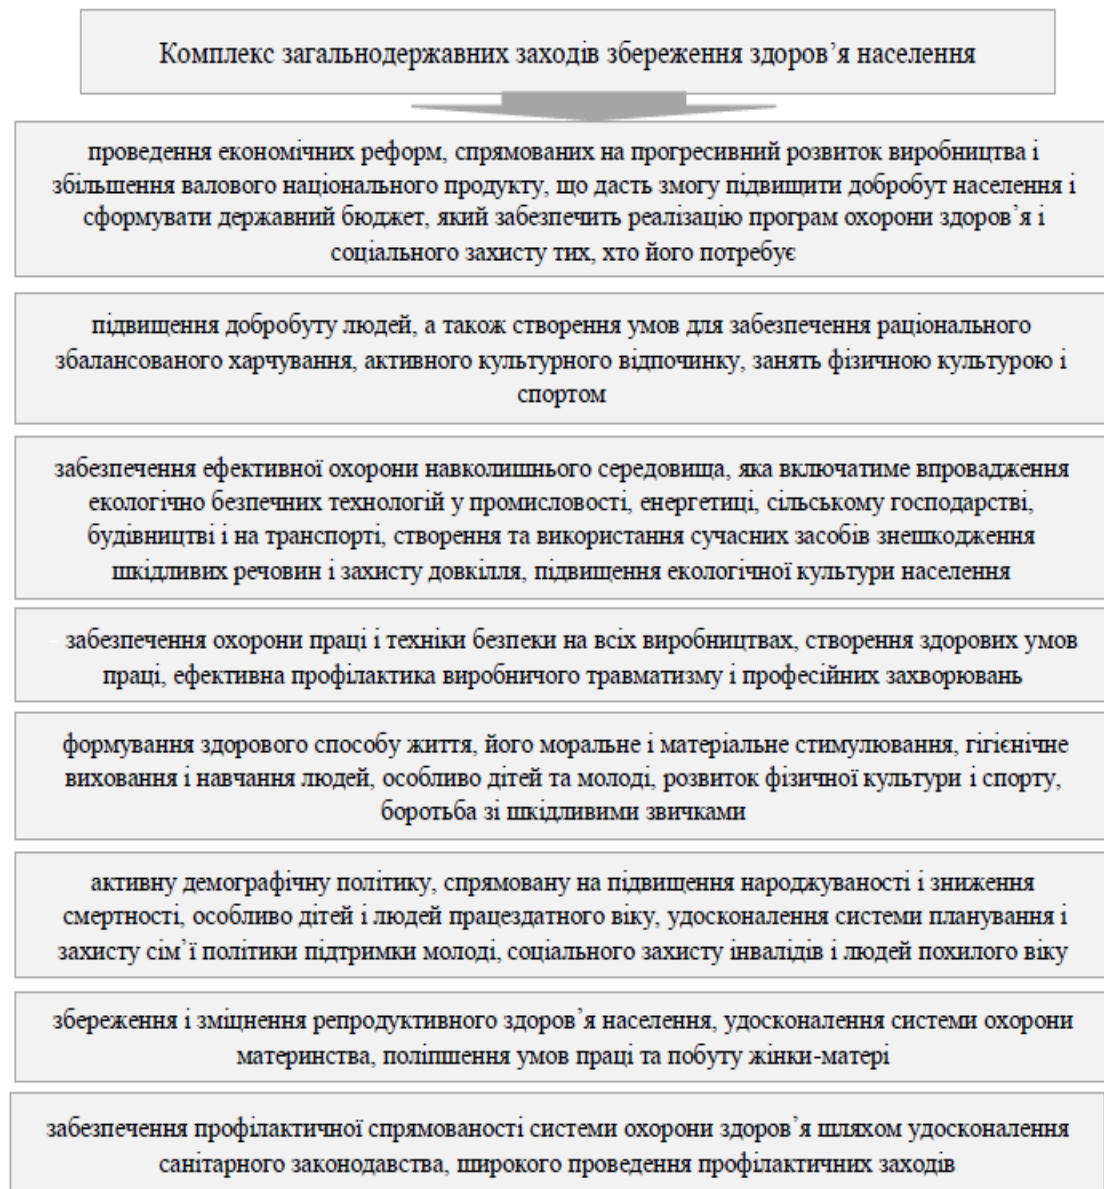 Комплекс загальнодержавних заходів збереження здоров’я населення
проведення економічних реформ, спрямованих на прогресивний розвиток виробництва і
збільшення валового національного продукту, що дасть змогу підвищити добробут населення і
сформувати державний бюджет, який забезпечить реалізацію програм охорони здоров’я і
соціального захисту тих, хто його потребує
підвищення добробуту людей, а також створення умов для забезпечення раціонального
збалансованого харчування, активного культурного відпочинку, занять фізичною культурою і
спортом
забезпечення ефективної охорони навколишнього середовища, яка включатиме впровадження
екологічно безпечних технологій у промисловості, енергетиці, сільському господарстві,
будівництві і на транспорті, створення та використання сучасних засобів знешкодження
шкідливих речовин і захисту довкілля, підвищення екологічної культури населення
забезпечення охорони праці і техніки безпеки на всіх виробництвах, створення здорових умов
праці, ефективна профілактика виробничого травматизму і професійних захворювань
формування здорового способу життя, його моральне і матеріальне стимулювання, гігієнічне
виховання і навчання людей, особливо дітей та молоді, розвиток фізичної культури і спорту,
боротьба зі шкідливими звичками
активну демографічну політику, спрямовану на підвищення народжуваності і зниження
смертності, особливо дітей і людей працездатного віку, удосконалення системи планування і
захисту сім’ї політики підтримки молоді, соціального захисту інвалідів і людей похилого віку
збереження і зміцнення репродуктивного здоров’я населення, удосконалення системи охорони
материнства, поліпшення умов праці та побуту жінки-матері
забезпечення профілактичної спрямованості системи охорони здоров’я шляхом удосконалення
санітарного законодавства, широкого проведення профілактичних заходів